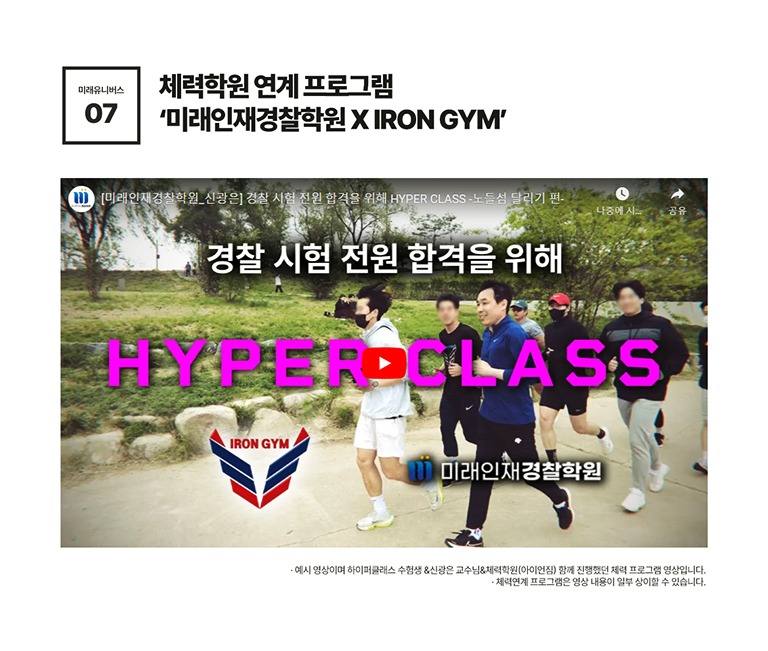 미래유니버스
07
체력학원 연계 프로그램
‘미래인재경찰학원 X IRON GYM’
[미래인재경찰학원_신광은] 경찰 시험 전원 합격을 위해 HYPER CLASS -노들섬 달리기 편-
나중에 시...
공유
경찰 시험 전원 합격을 위해
HYPER CLASS
IRON GYM
미래인재경찰학원
· 예시 영상이며 하이퍼클래스 수험생 &신광은 교수님&체력학원(아이언짐) 함께 진행했던 체력 프로그램 영상입니다.
· 체력연계 프로그램은 영상 내용이 일부 상이할 수 있습니다.